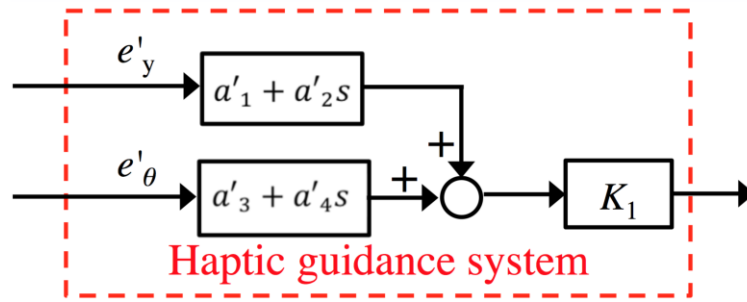 e'y
a'1 + a'2s
+
e'θ
a'3 + a'4s
+
K1
Haptic guidance system